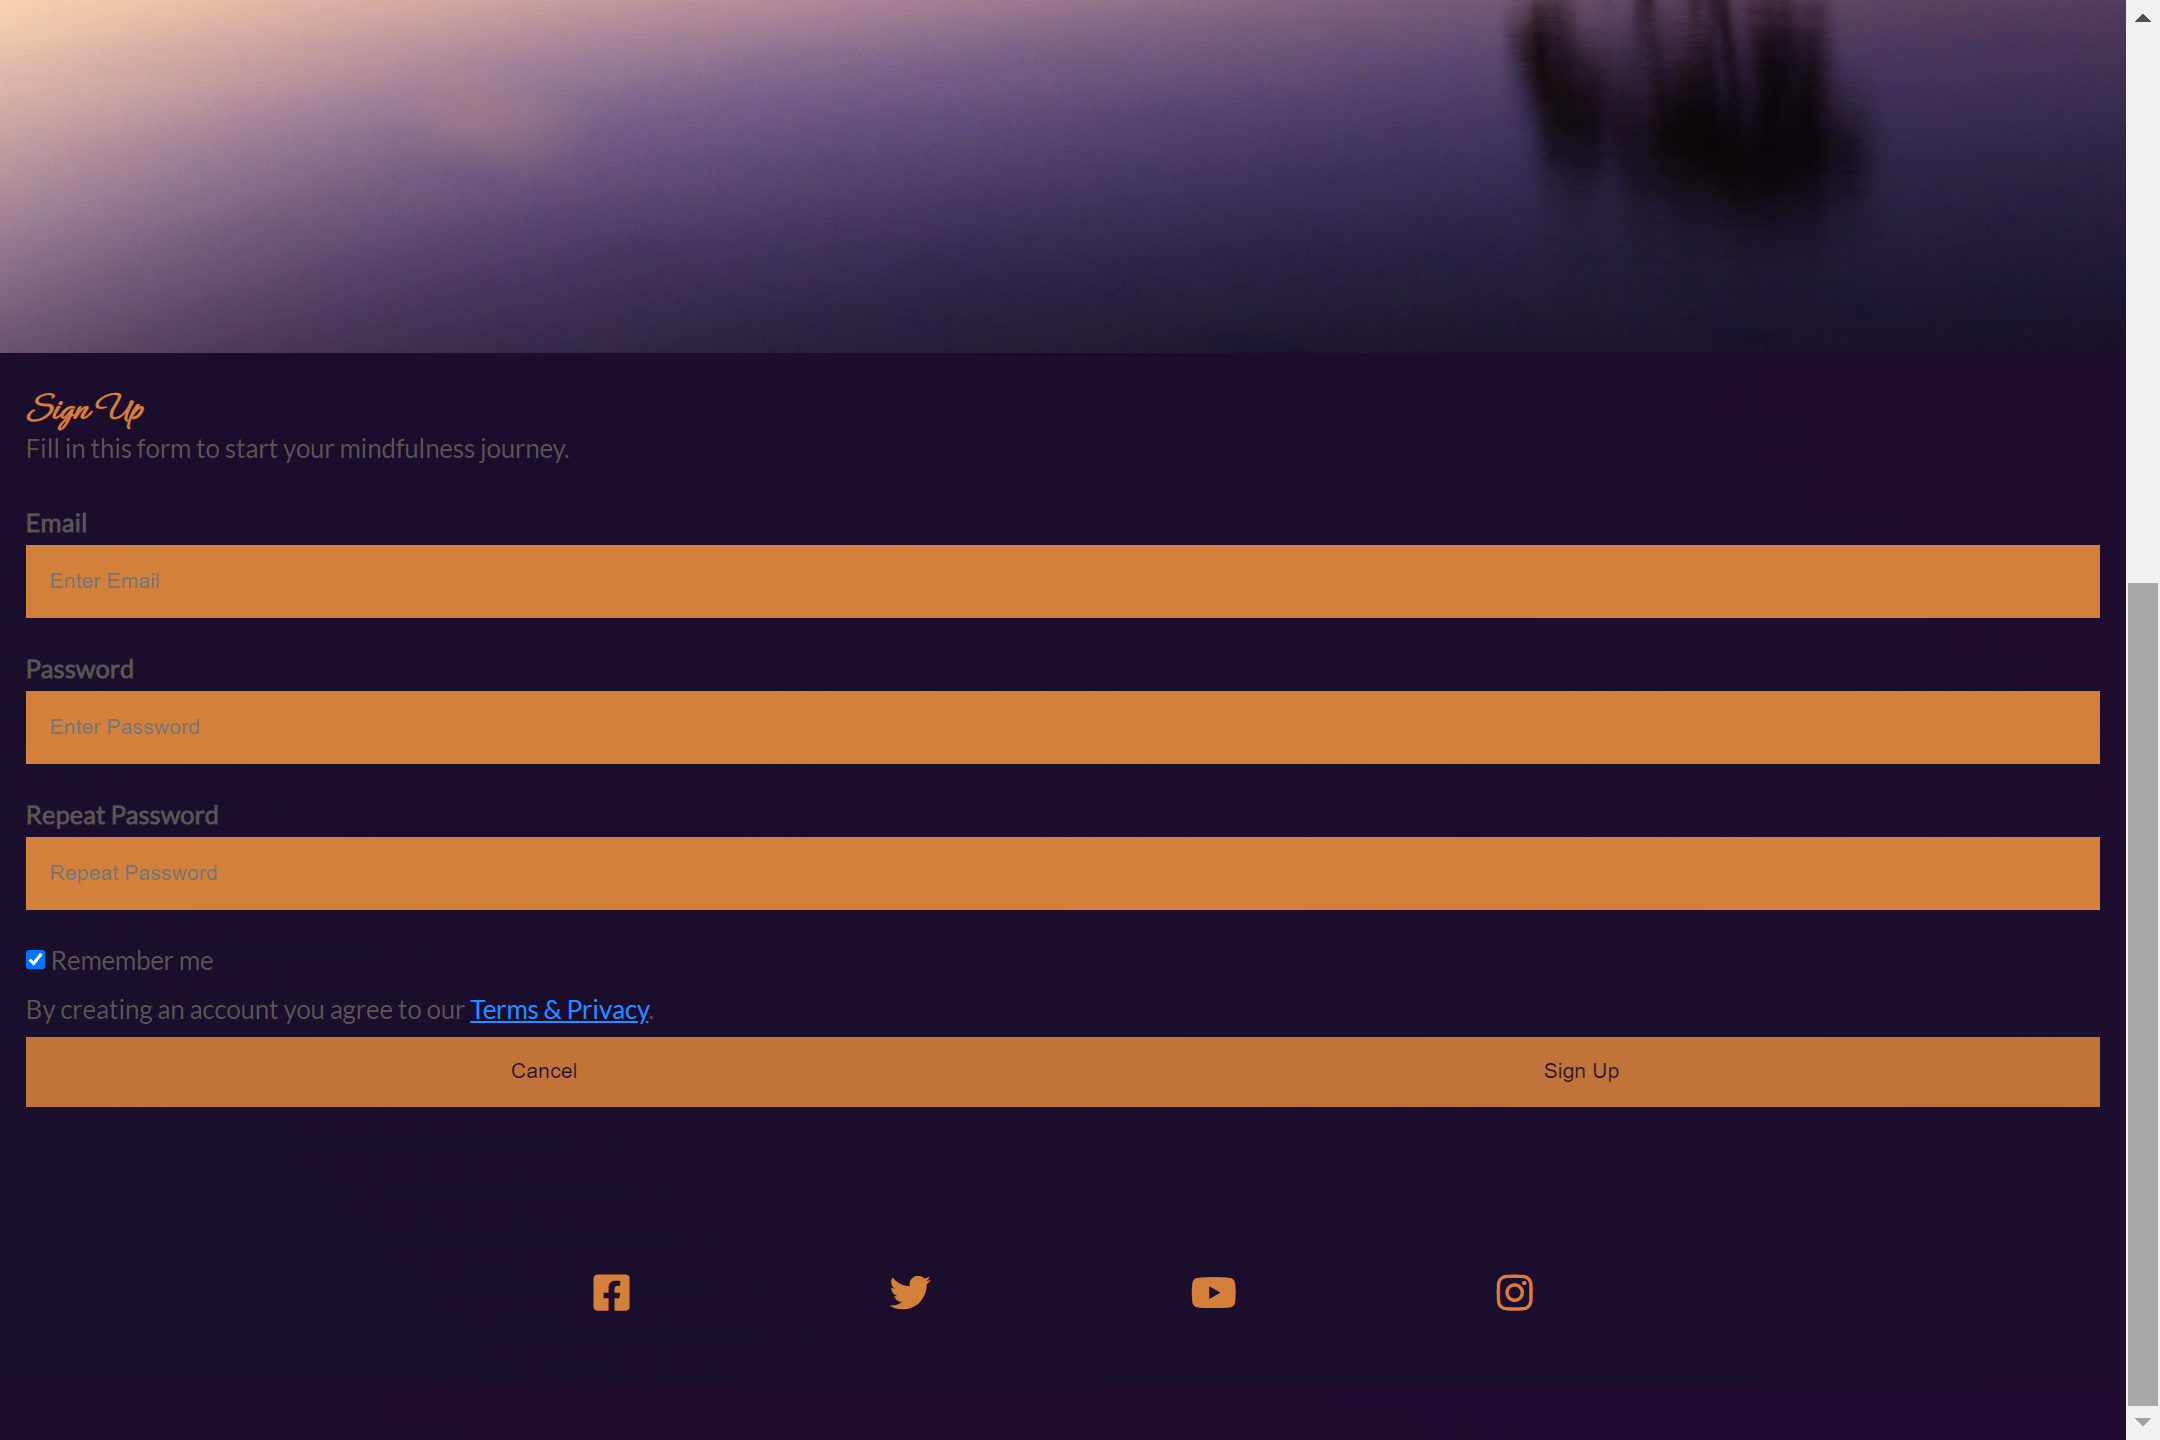 Sign Up
Fill in this form to start your mindfulness journey.
Email
Enter Email
Password
Enter Password
Repeat Password
Repeat Password
Remember me
By creating an account you agree to our Terms & Privacy.
Cancel
Sign Up